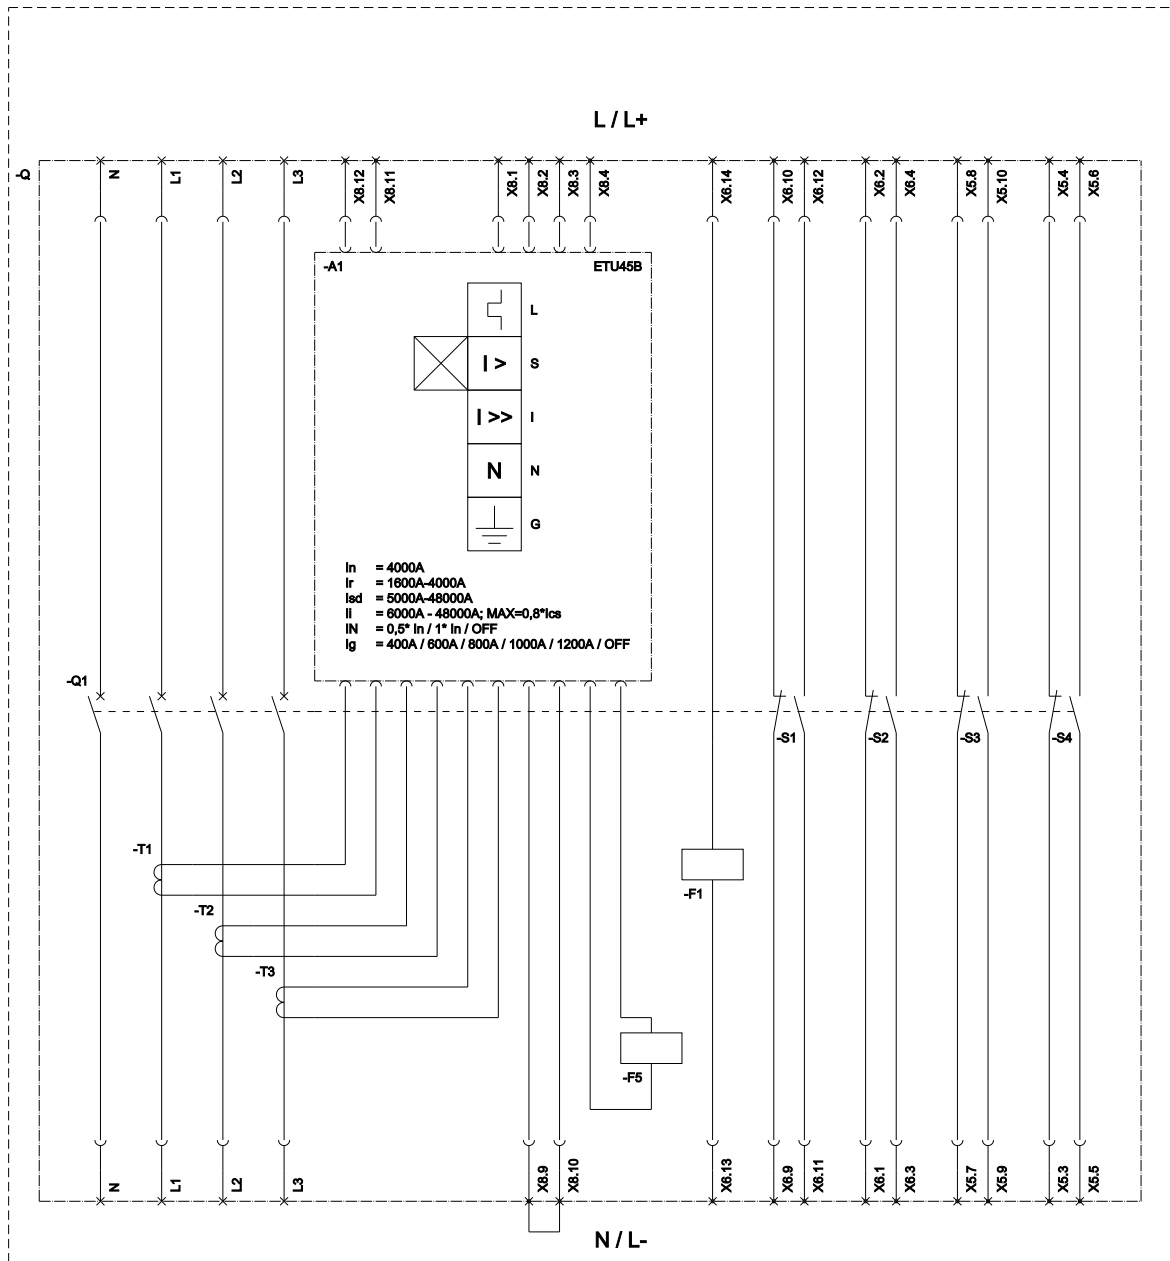 L / L+
-Q
N
L1
L2
L3
X8.12
X8.11
X8.1
X8.2
X8.3
X8.4
X6.14
X6.10
X6.12
X6.2
X6.4
X5.8
X5.10
X5.4
X5.6
-A1
ETU45B
L
I >
S
I >>
I
N
N
G
In = 4000A
Ir = 1600A-4000A
Isd = 5000A-48000A
Ii = 6000A - 48000A; MAX=0,8*Ics
IN = 0,5* In / 1* In / OFF
Ig = 400A / 600A / 800A / 1000A / 1200A / OFF
-Q1
-S1
-S2
-S3
-S4
-T1
-F1
-T2
-T3
-F5
N
L1
L2
L3
X8.9
X8.10
X6.13
X6.9
X6.11
X6.1
X6.3
X5.7
X5.9
X5.3
X5.5
N / L-